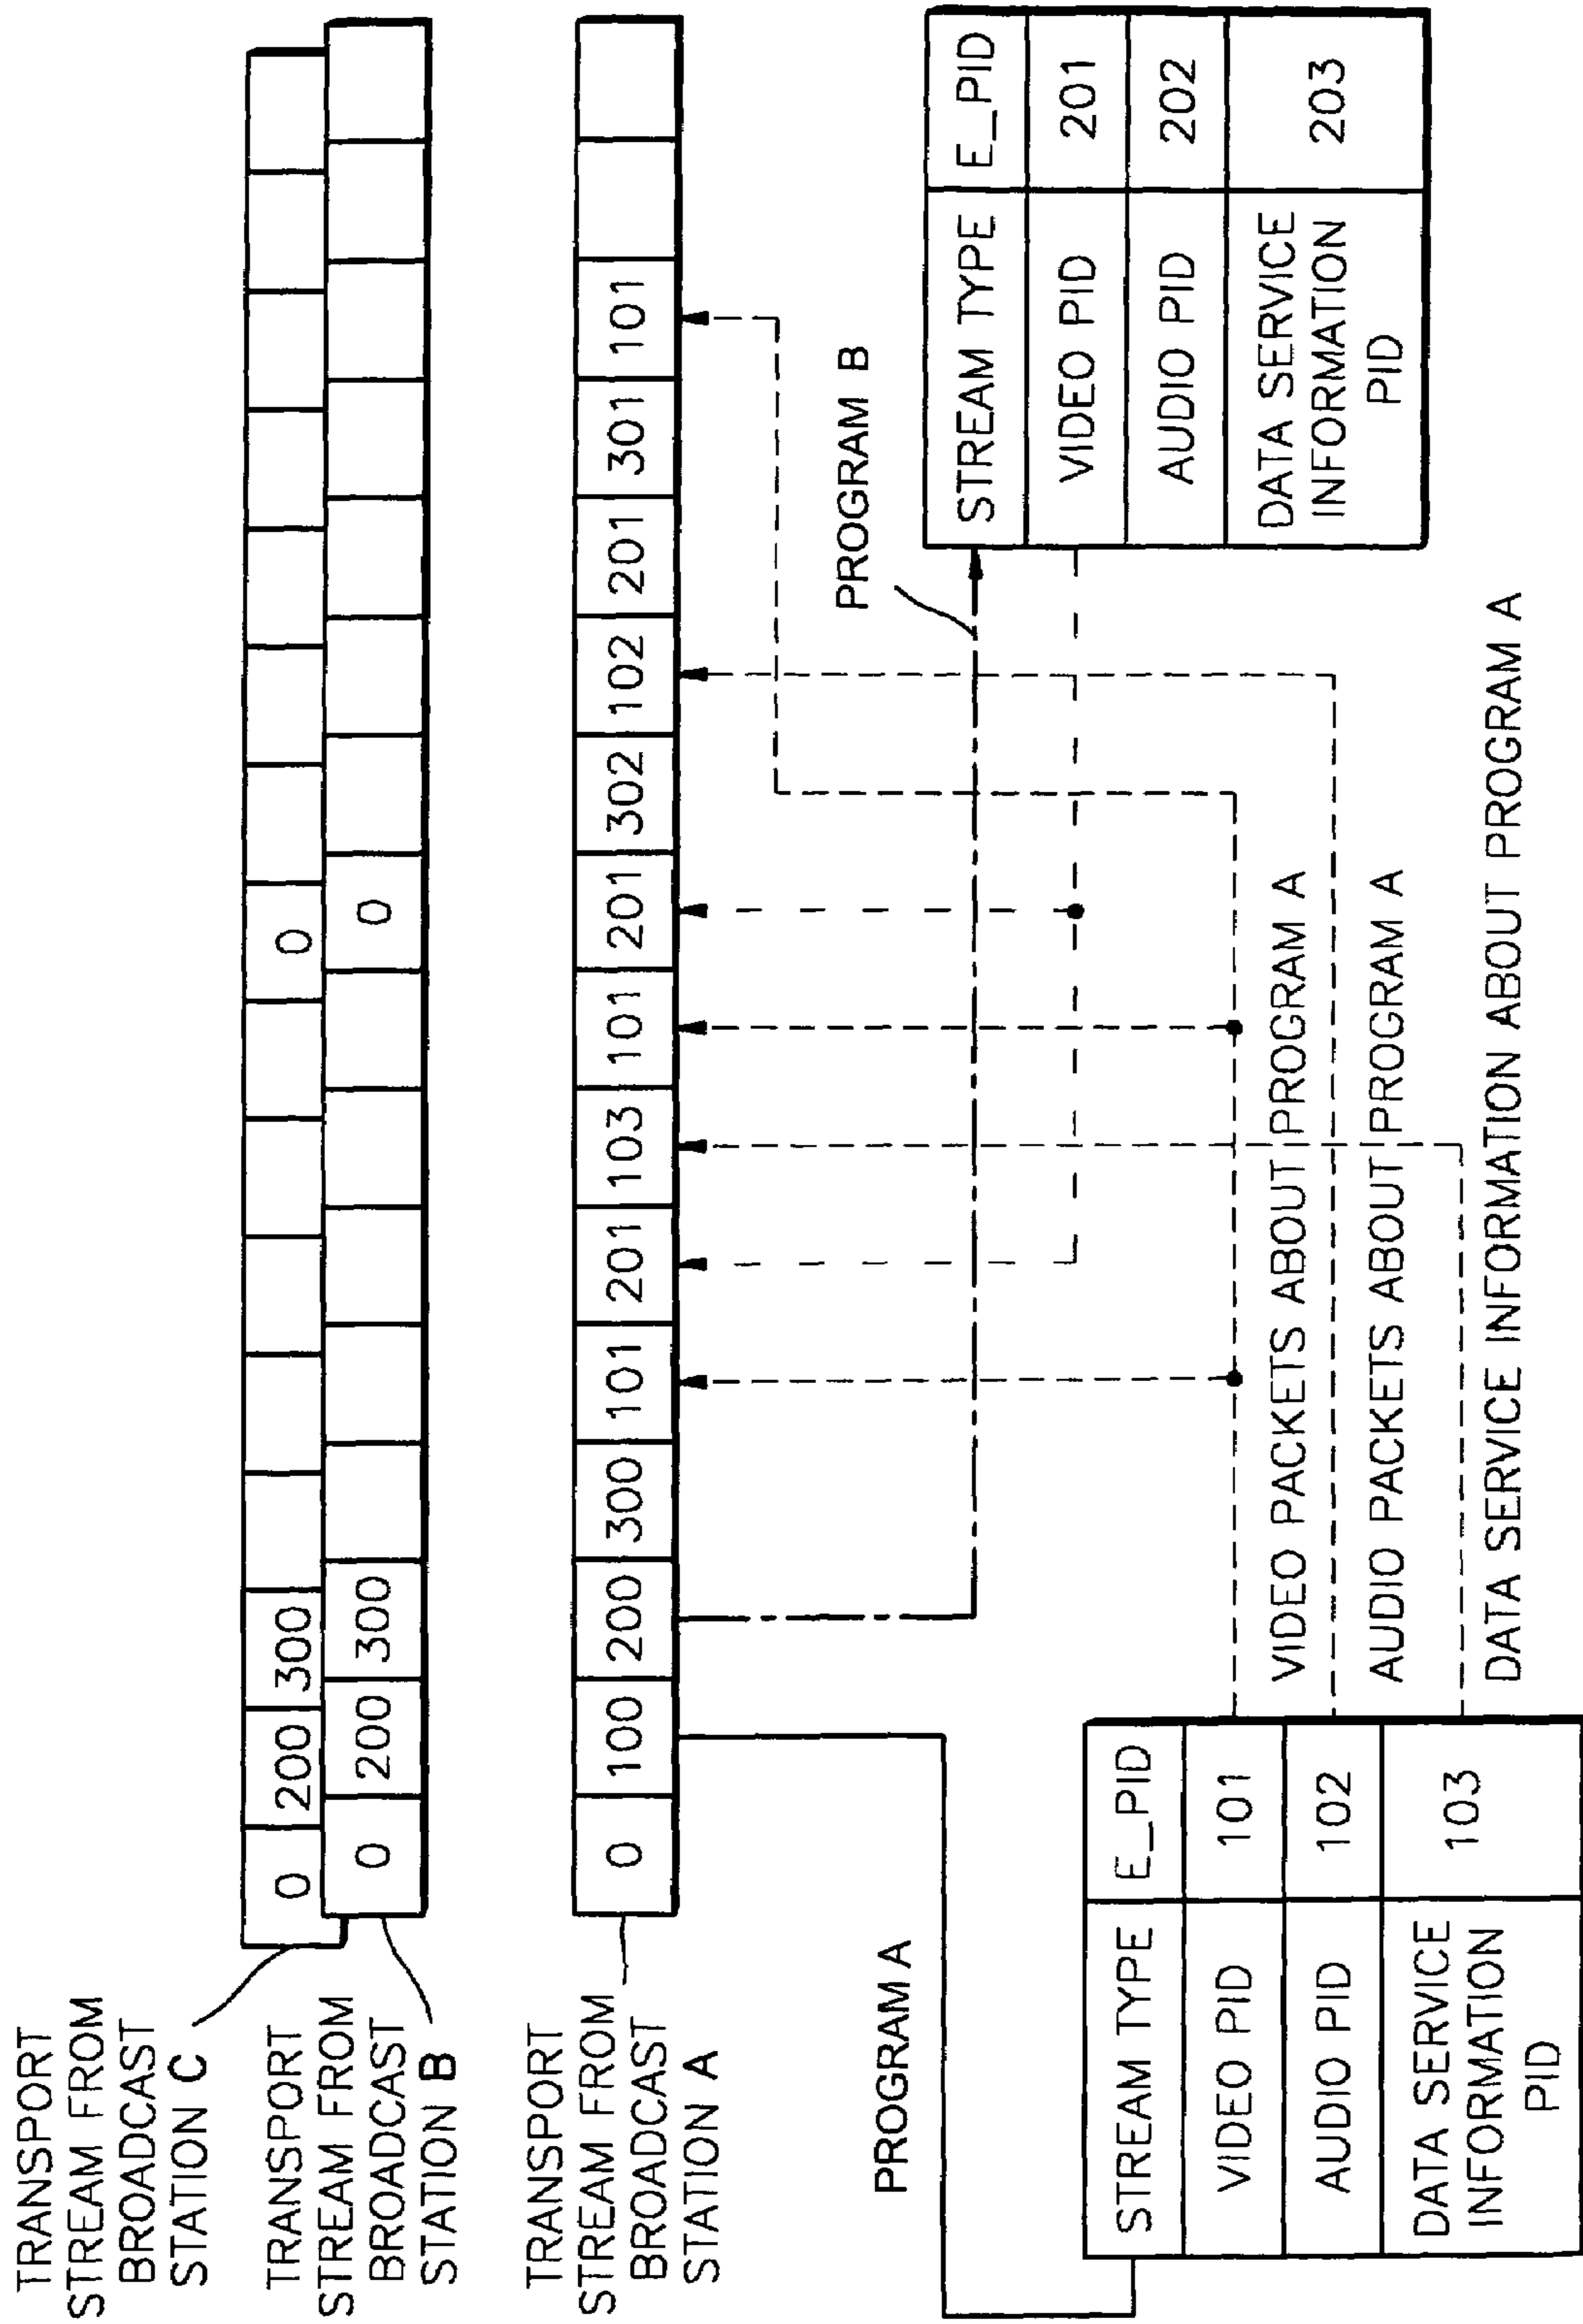 TRANSPORT
STREAM FROM
BROADCAST
STATION C
0 200 300 0
TRANSPORT
STREAM FROM
BROADCAST
STATION B
0 200 300 0
TRANSPORT
STREAM FROM
BROADCAST
STATION A
0 100 200 300 101 201 103 101 201 302 102 201 301 101
PROGRAM A
PROGRAM B
STREAM TYPE E_PID
VIDEO PID 201
AUDIO PID 202
DATA SERVICE
INFORMATION 203
PID
STREAM TYPE E_PID
VIDEO PID 101
AUDIO PID 102
DATA SERVICE
INFORMATION 103
PID
VIDEO PACKETS ABOUT PROGRAM A
AUDIO PACKETS ABOUT PROGRAM A
DATA SERVICE INFORMATION ABOUT PROGRAM A